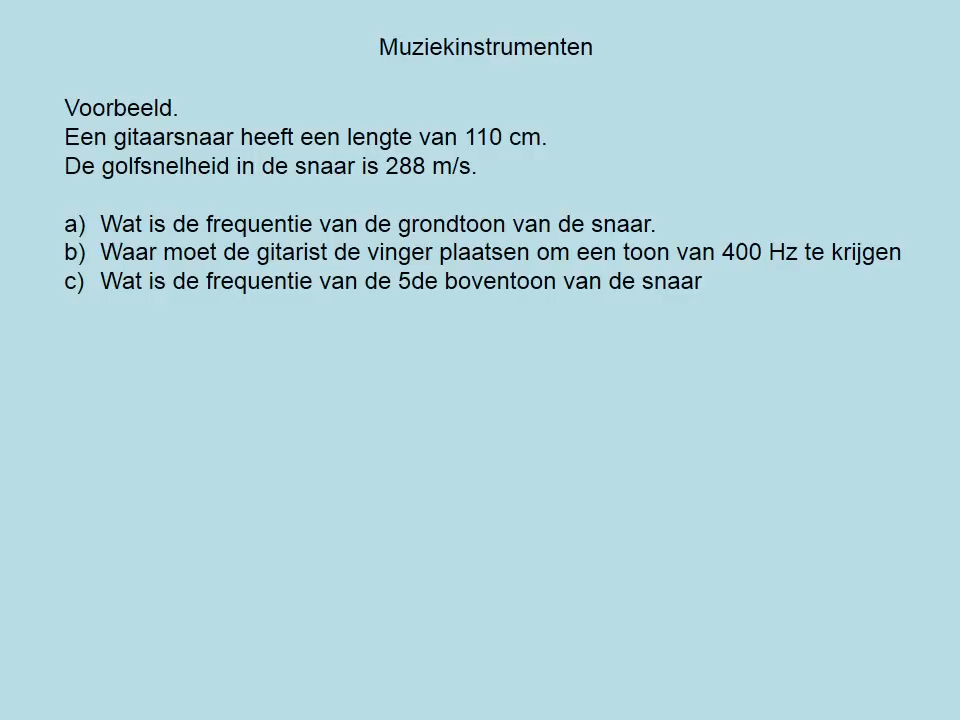 Muziekinstrumenten
Voorbeeld.
Een gitaarsnaar heeft een lengte van 110 cm.
De golfsnelheid in de snaar is 288 m/s.
a) Wat is de frequentie van de grondtoon van de snaar.
b) Waar moet de gitarist de vinger plaatsen om een toon van 400 Hz te krijgen
c) Wat is de frequentie van de 5de boventoon van de snaar